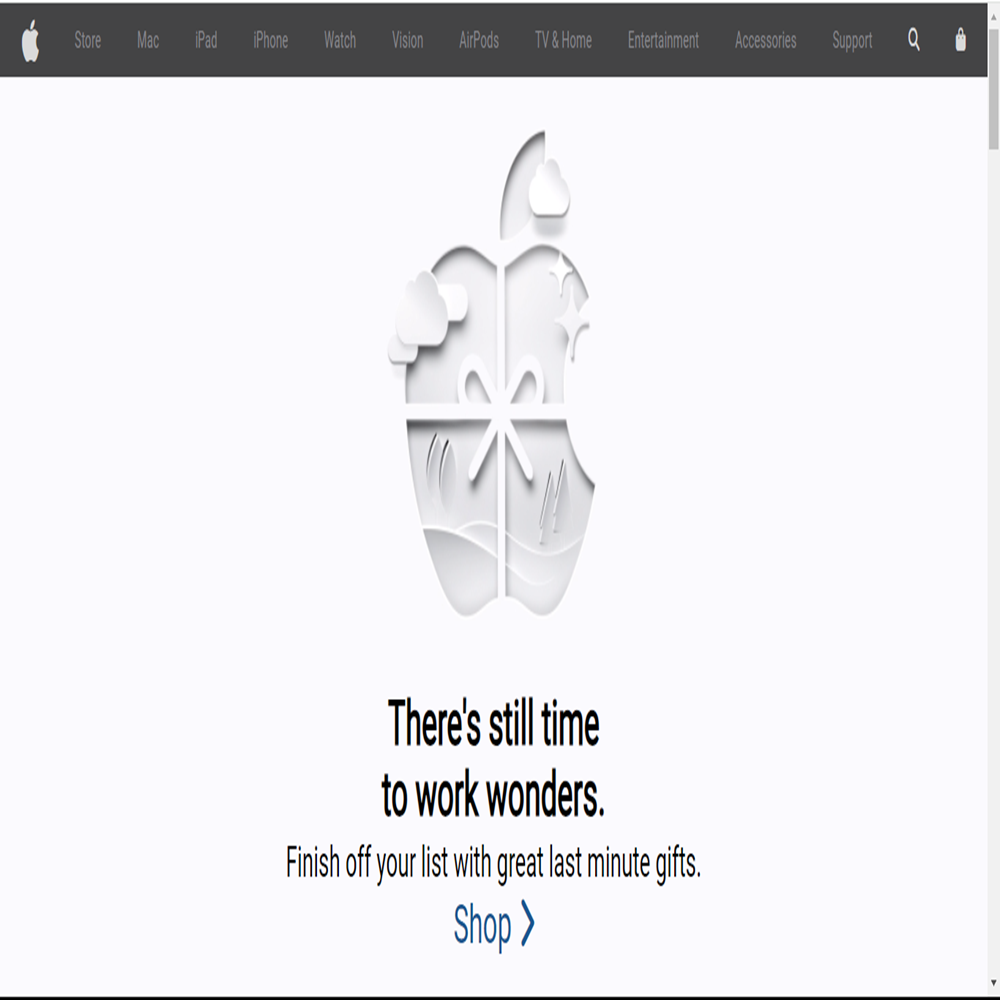 Store Mac iPad iPhone Watch Vision AirPods TV & Home Entertainment Accessories Support
There's still time
to work wonders.
Finish off your list with great last minute gifts.
Shop